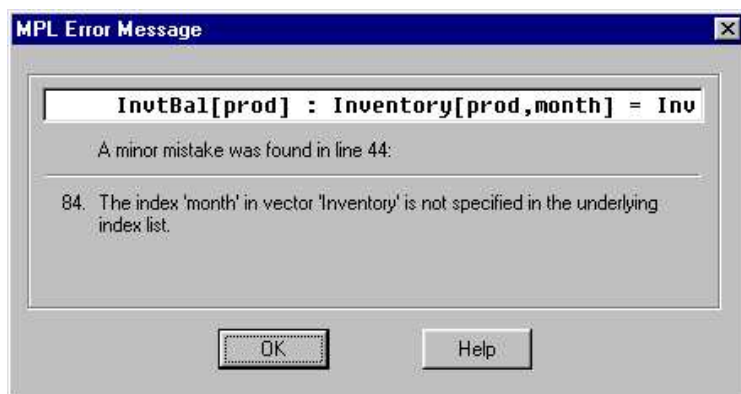 MPL Error Message
InvtBal[prod] : Inventory[prod,month] = Inv
A minor mistake was found in line 44:
84. The index 'month' in vector 'Inventory' is not specified in the underlying
index list.
OK Help